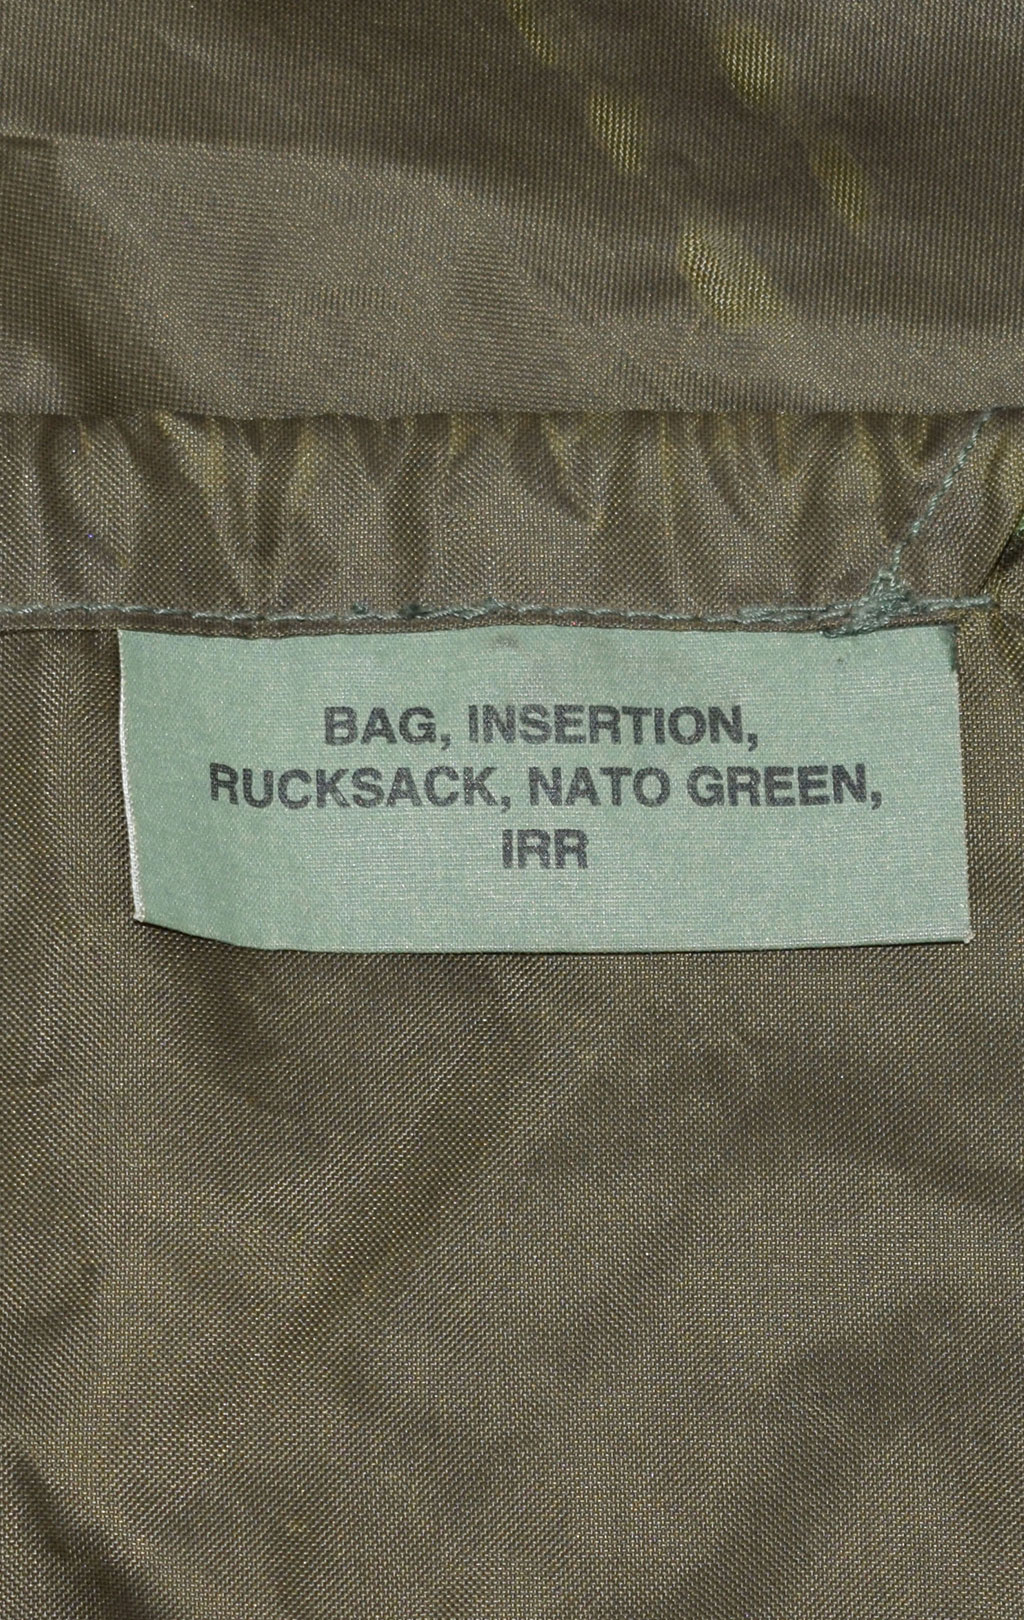 BAG, INSERTION,
RUCKSACK, NATO GREEN,
IRR